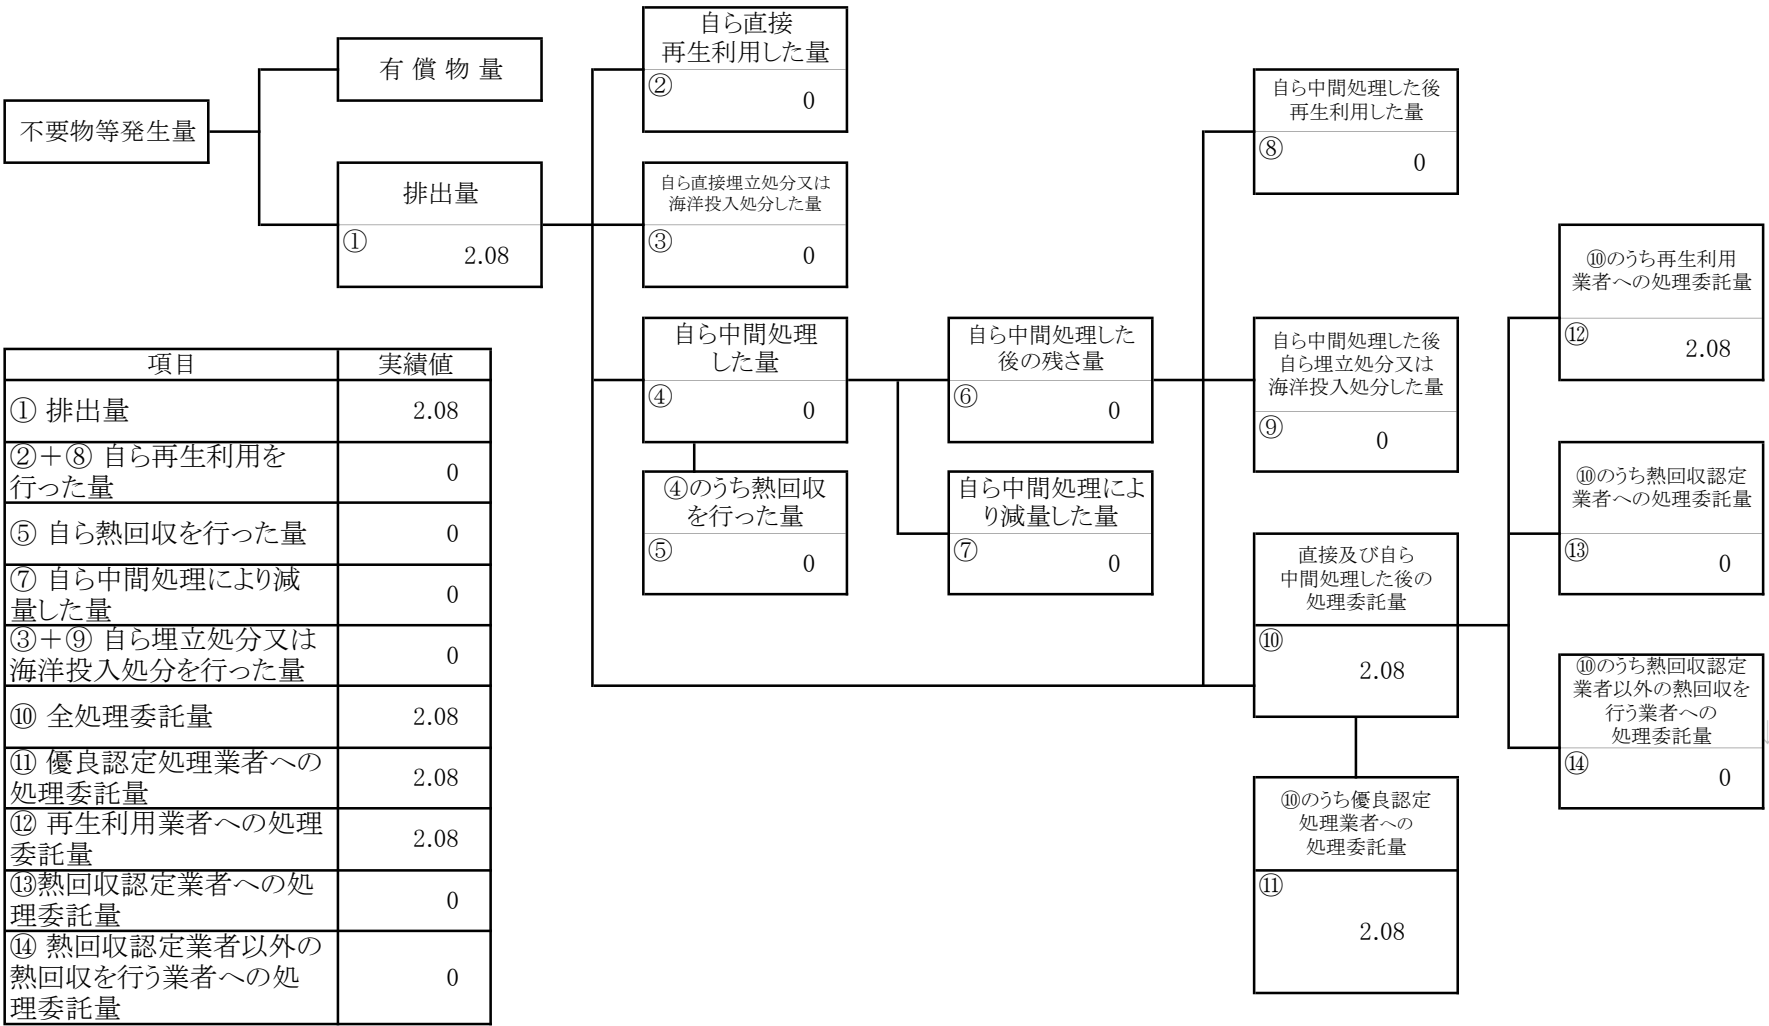 不要物等発生量
有償物量
排出量
①
2.08
自ら直接
再生利用した量
②
0
自ら直接埋立処分又は
海洋投入処分した量
③
0
自ら中間処理
した量
④
0
④のうち熱回収
を行った量
⑤
0
自ら中間処理した
後の残さ量
⑥
0
自ら中間処理によ
り減量した量
⑦
0
自ら中間処理した後
再生利用した量
⑧
0
自ら中間処理した後
自ら埋立処分又は
海洋投入処分した量
⑨
0
直接及び自ら
中間処理した後の
処理委託量
⑩
2.08
⑩のうち優良認定
処理業者への
処理委託量
⑪
2.08
⑩のうち再生利用
業者への処理委託量
⑫
2.08
⑩のうち熱回収認定
業者への処理委託量
⑬
0
⑩のうち熱回収認定
業者以外の熱回収を
行う業者への
処理委託量
⑭
0
項目 実績値
① 排出量 2.08
②＋⑧ 自ら再生利用を
行った量 0
⑤ 自ら熱回収を行った量 0
⑦ 自ら中間処理により減
量した量 0
③＋⑨ 自ら埋立処分又は
海洋投入処分を行った量 0
⑩ 全処理委託量 2.08
⑪ 優良認定処理業者への
処理委託量 2.08
⑫ 再生利用業者への処理
委託量 2.08
⑬熱回収認定業者への処
理委託量 0
⑭ 熱回収認定業者以外の
熱回収を行う業者への処
理委託量 0